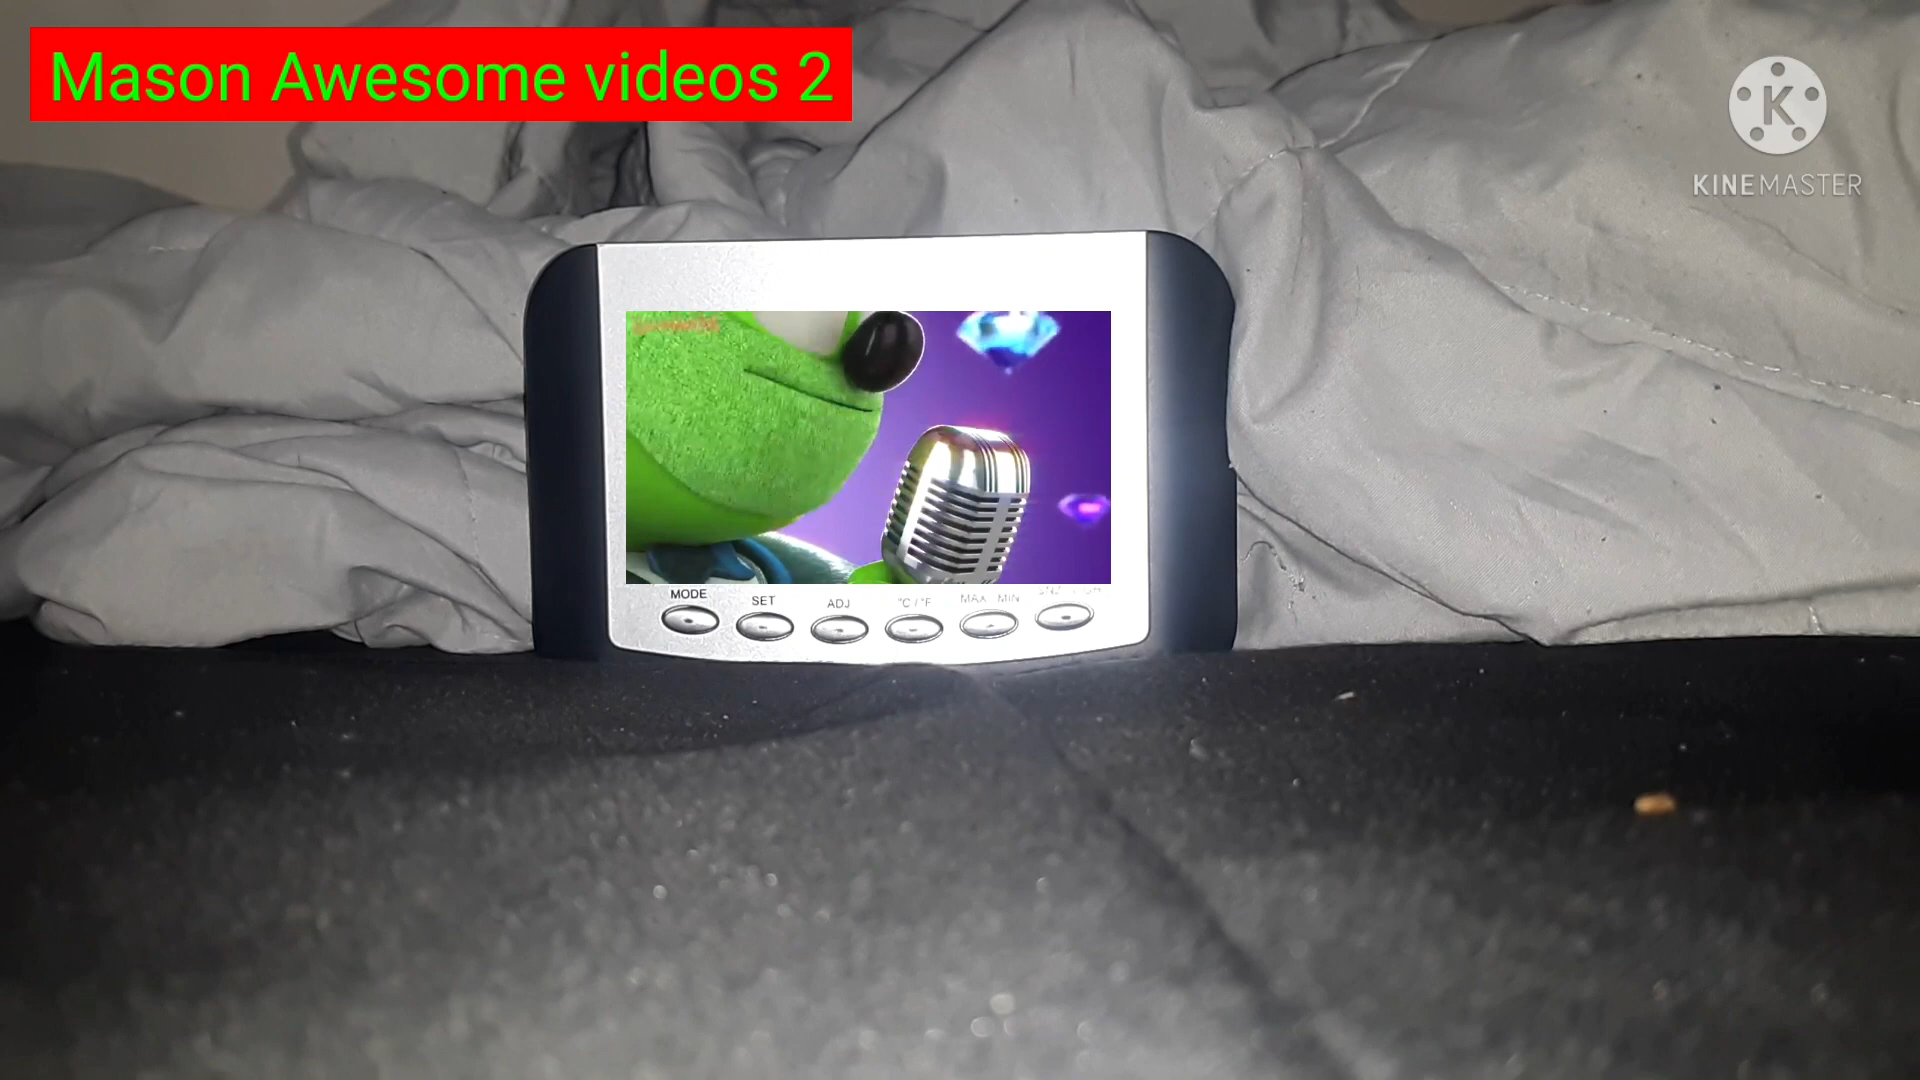 Mason Awesome videos 2
KINEMASTER
MODE
SET
ADJ
°C / °F
MAX MIN